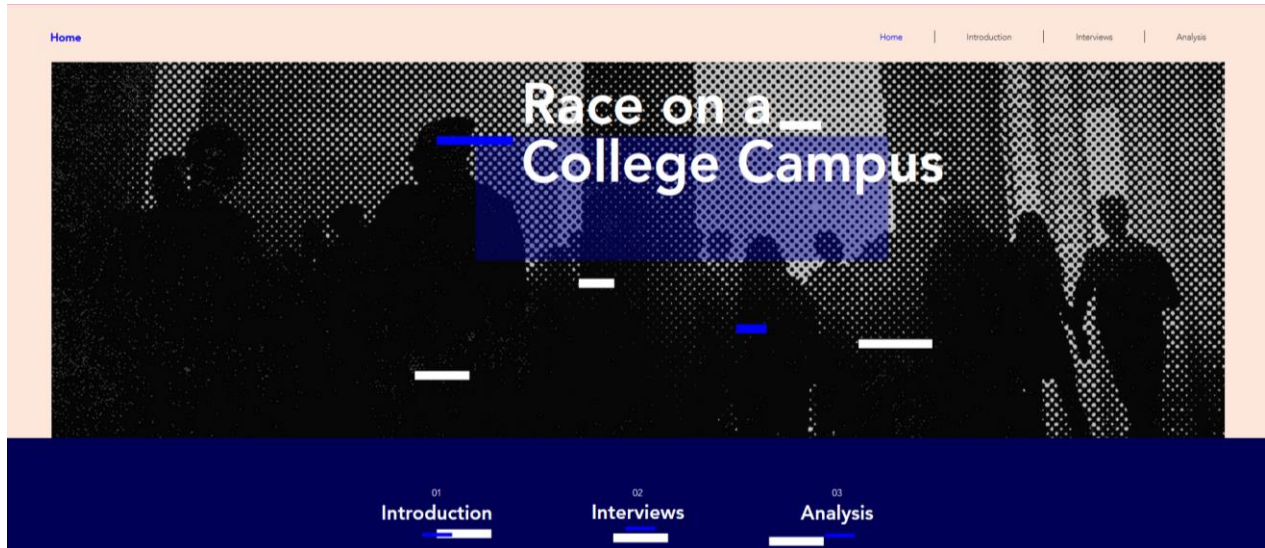 Home
Home | Introduction | Interviews | Analysis
Race on a
College Campus
01 02 03
Introduction Interviews Analysis